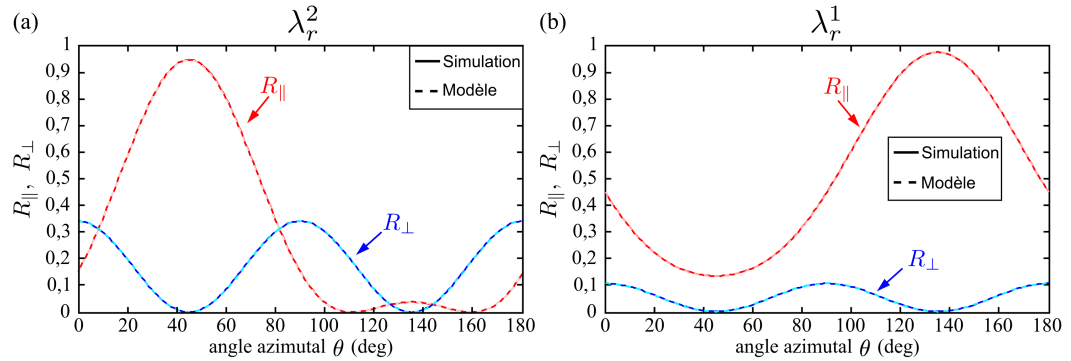 (a)
λ_r^2
1
0,9
0,8
0,7
0,6
0,5
0,4
0,3
0,2
0,1
0
R_∥, R_⊥
Simulation
Modèle
R_∥
R_⊥
0 20 40 60 80 100 120 140 160 180
angle azimutal θ (deg)
(b)
λ_r^1
1
0,9
0,8
0,7
0,6
0,5
0,4
0,3
0,2
0,1
0
R_∥, R_⊥
R_∥
Simulation
Modèle
R_⊥
0 20 40 60 80 100 120 140 160 180
angle azimutal θ (deg)